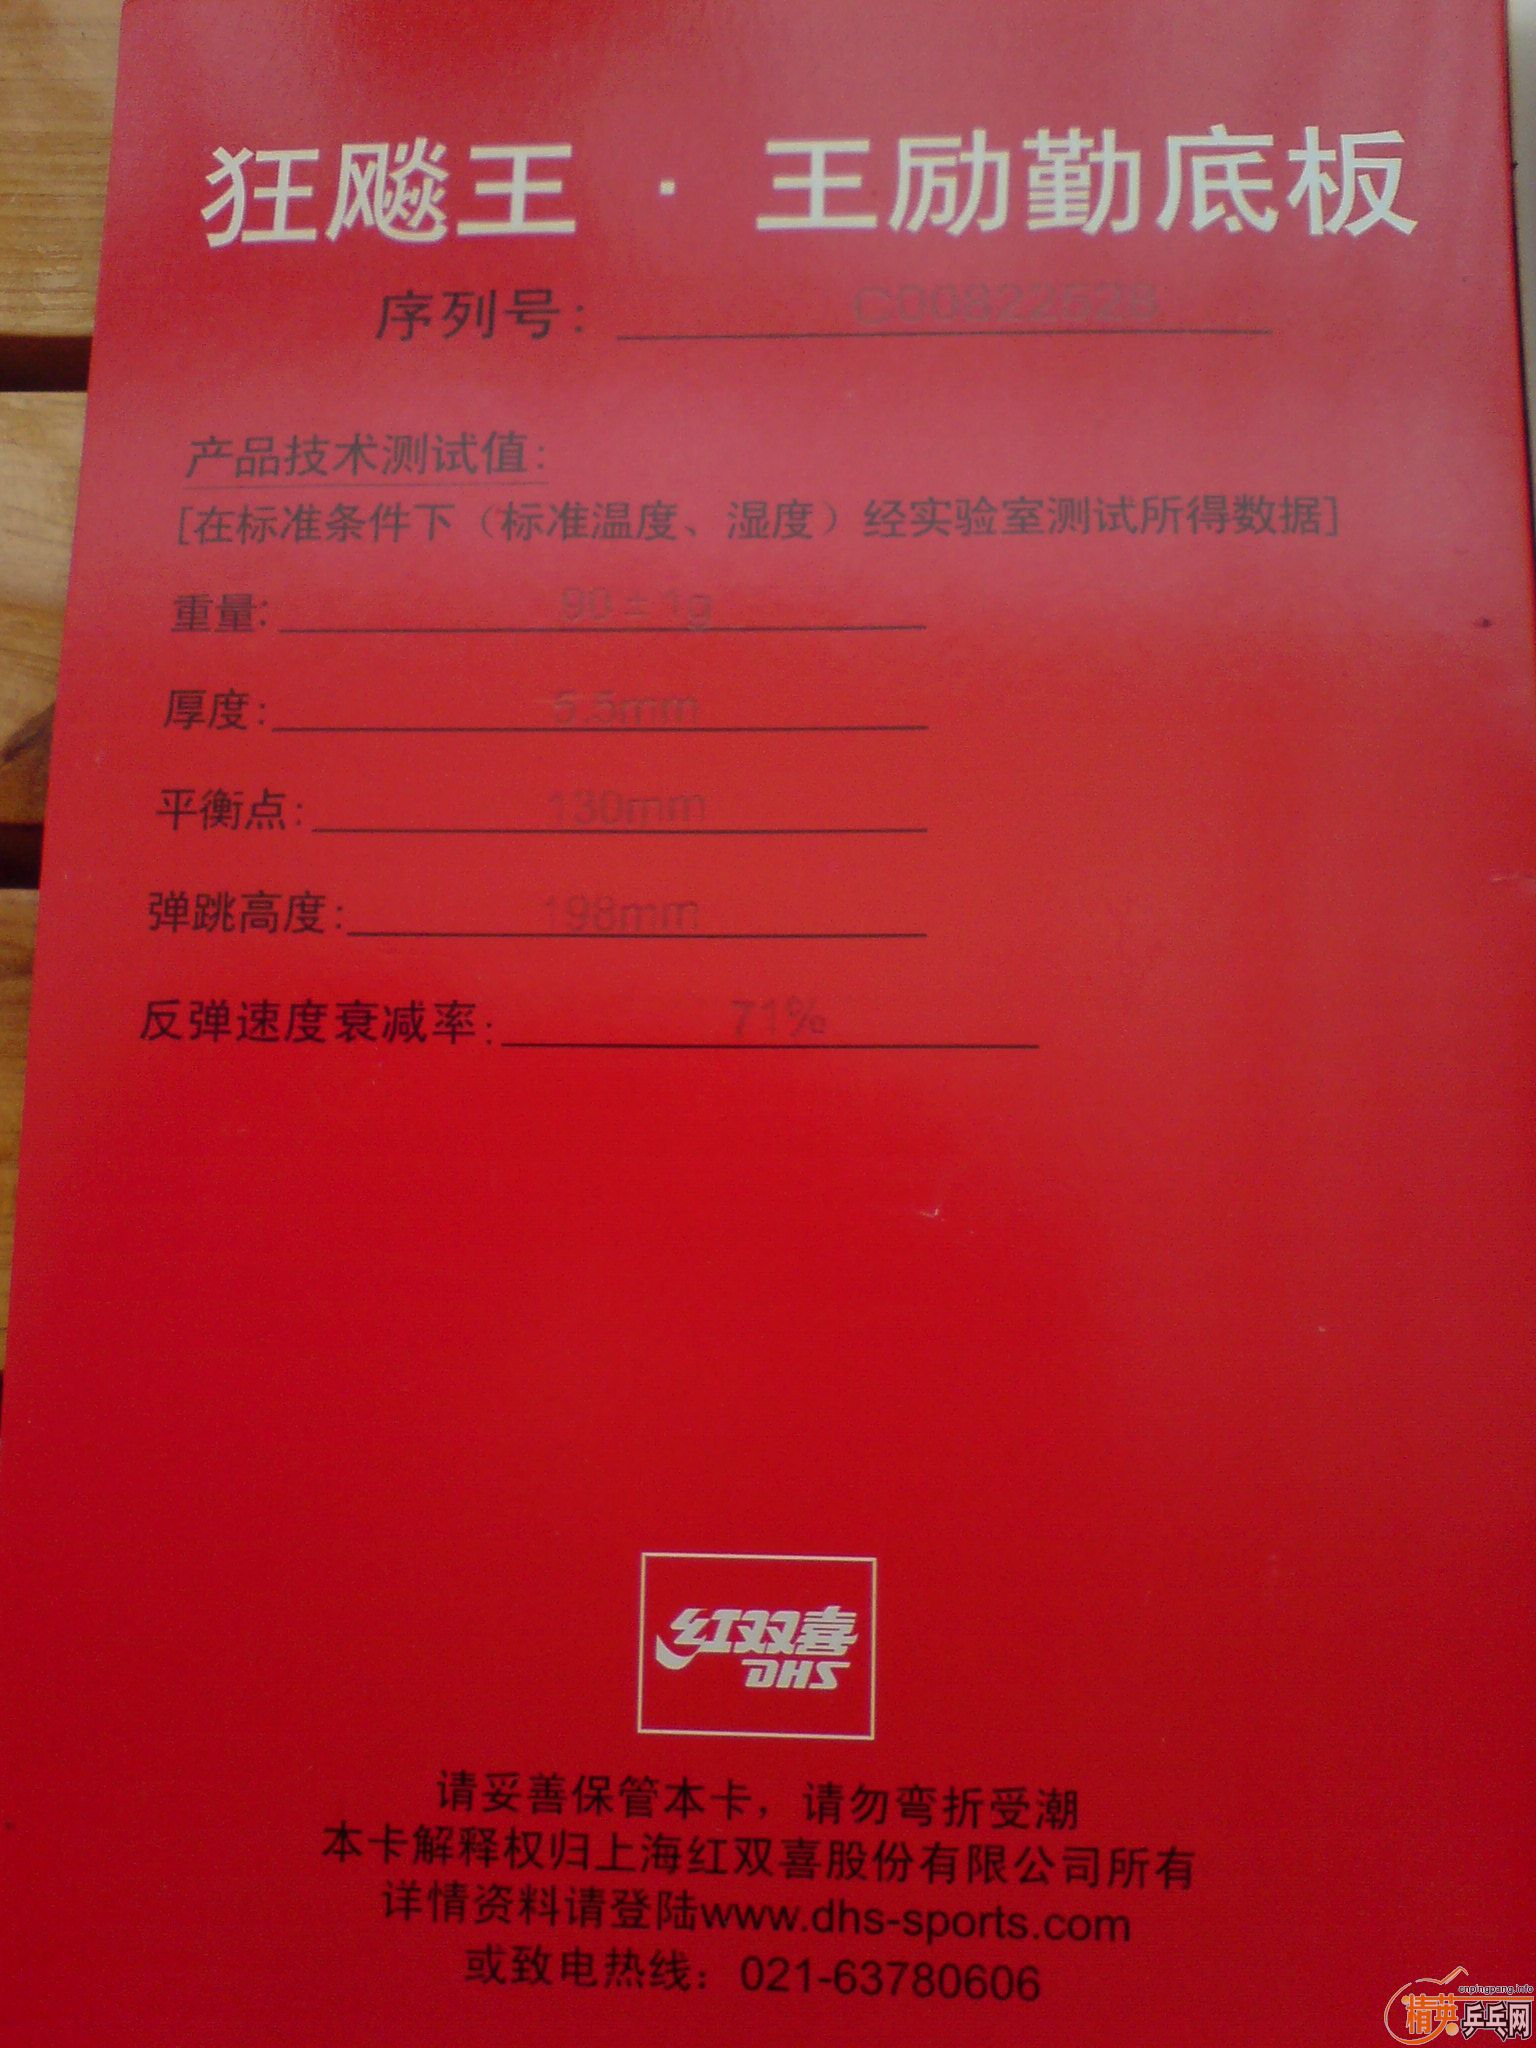 狂飚王·王励勤底板
序列号: C00822528
产品技术测试值:
[在标准条件下（标准温度、湿度）经实验室测试所得数据]
重量: 90±1g
厚度:
平衡点: 130mm
弹跳高度: 198mm
反弹速度衰减率: 71%
红双喜
DHS
请妥善保管本卡，请勿弯折受潮
本卡解释权归上海红双喜股份有限公司所有
详情资料请登陆www.dhs-sports.com
或致电热线：021-63780606
cnpingpang.info
精英乒乓网